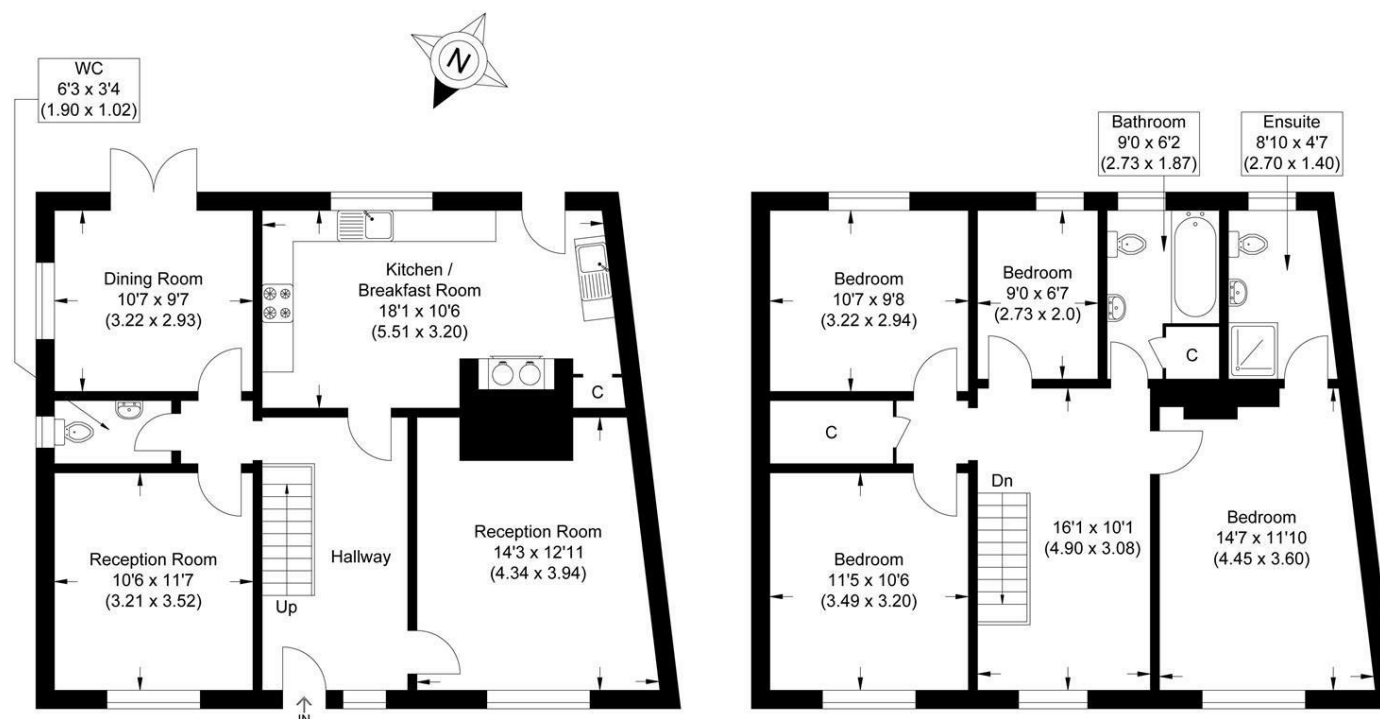 N
WC
6'3 x 3'4
(1.90 x 1.02)
Dining Room
10'7 x 9'7
(3.22 x 2.93)
Kitchen /
Breakfast Room
18'1 x 10'6
(5.51 x 3.20)
C
Reception Room
10'6 x 11'7
(3.21 x 3.52)
Up
Hallway
Reception Room
14'3 x 12'11
(4.34 x 3.94)
IN
Bathroom
9'0 x 6'2
(2.73 x 1.87)
Ensuite
8'10 x 4'7
(2.70 x 1.40)
Bedroom
10'7 x 9'8
(3.22 x 2.94)
Bedroom
9'0 x 6'7
(2.73 x 2.0)
C
C
Dn
16'1 x 10'1
(4.90 x 3.08)
Bedroom
11'5 x 10'6
(3.49 x 3.20)
Bedroom
14'7 x 11'10
(4.45 x 3.60)